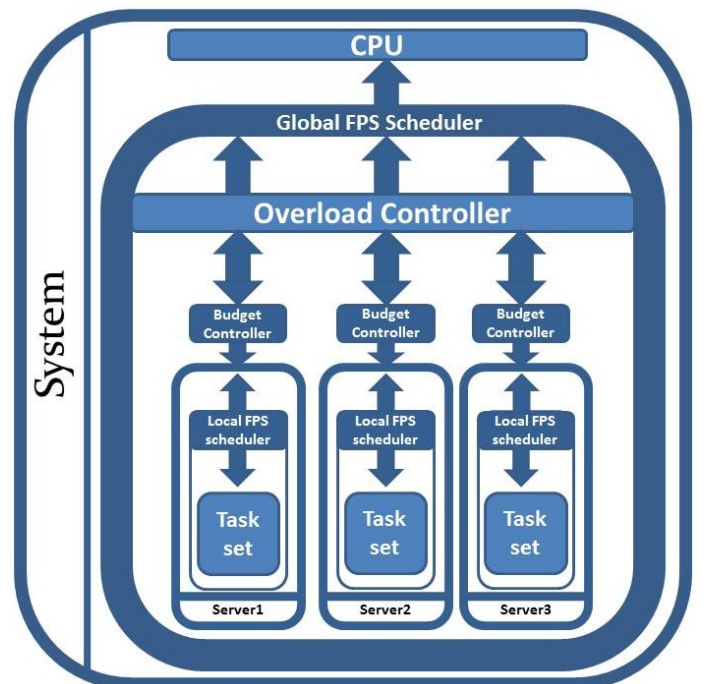 CPU
Global FPS Scheduler
Overload Controller
System
Budget
Controller
Budget
Controller
Budget
Controller
Local FPS
scheduler
Local FPS
scheduler
Local FPS
scheduler
Task
set
Task
set
Task
set
Server1
Server2
Server3